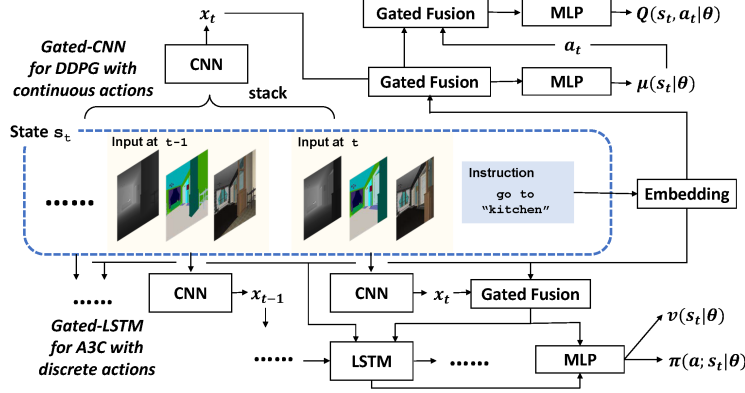 x_t
Gated Fusion
MLP
Q(s_t, a_t|θ)
Gated-CNN
for DDPG with
continuous actions
CNN
a_t
Gated Fusion
MLP
μ(s_t|θ)
stack
State s_t
Input at t-1
Input at t
Instruction
go to
“kitchen”
Embedding
......
......
CNN
x_{t-1}
CNN
x_t
Gated Fusion
Gated-LSTM
for A3C with
discrete actions
......
LSTM
......
MLP
v(s_t|θ)
π(a; s_t|θ)